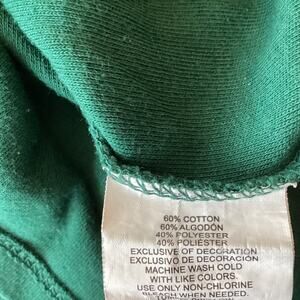 60% COTTON
60% ALGODÓN
40% POLYESTER
40% POLIÉSTER
EXCLUSIVE OF DECORATION
EXCLUSIVO DE DECORACIÓN
MACHINE WASH COLD
WITH LIKE COLORS.
USE ONLY NON-CHLORINE
BLEACH WHEN NEEDED.